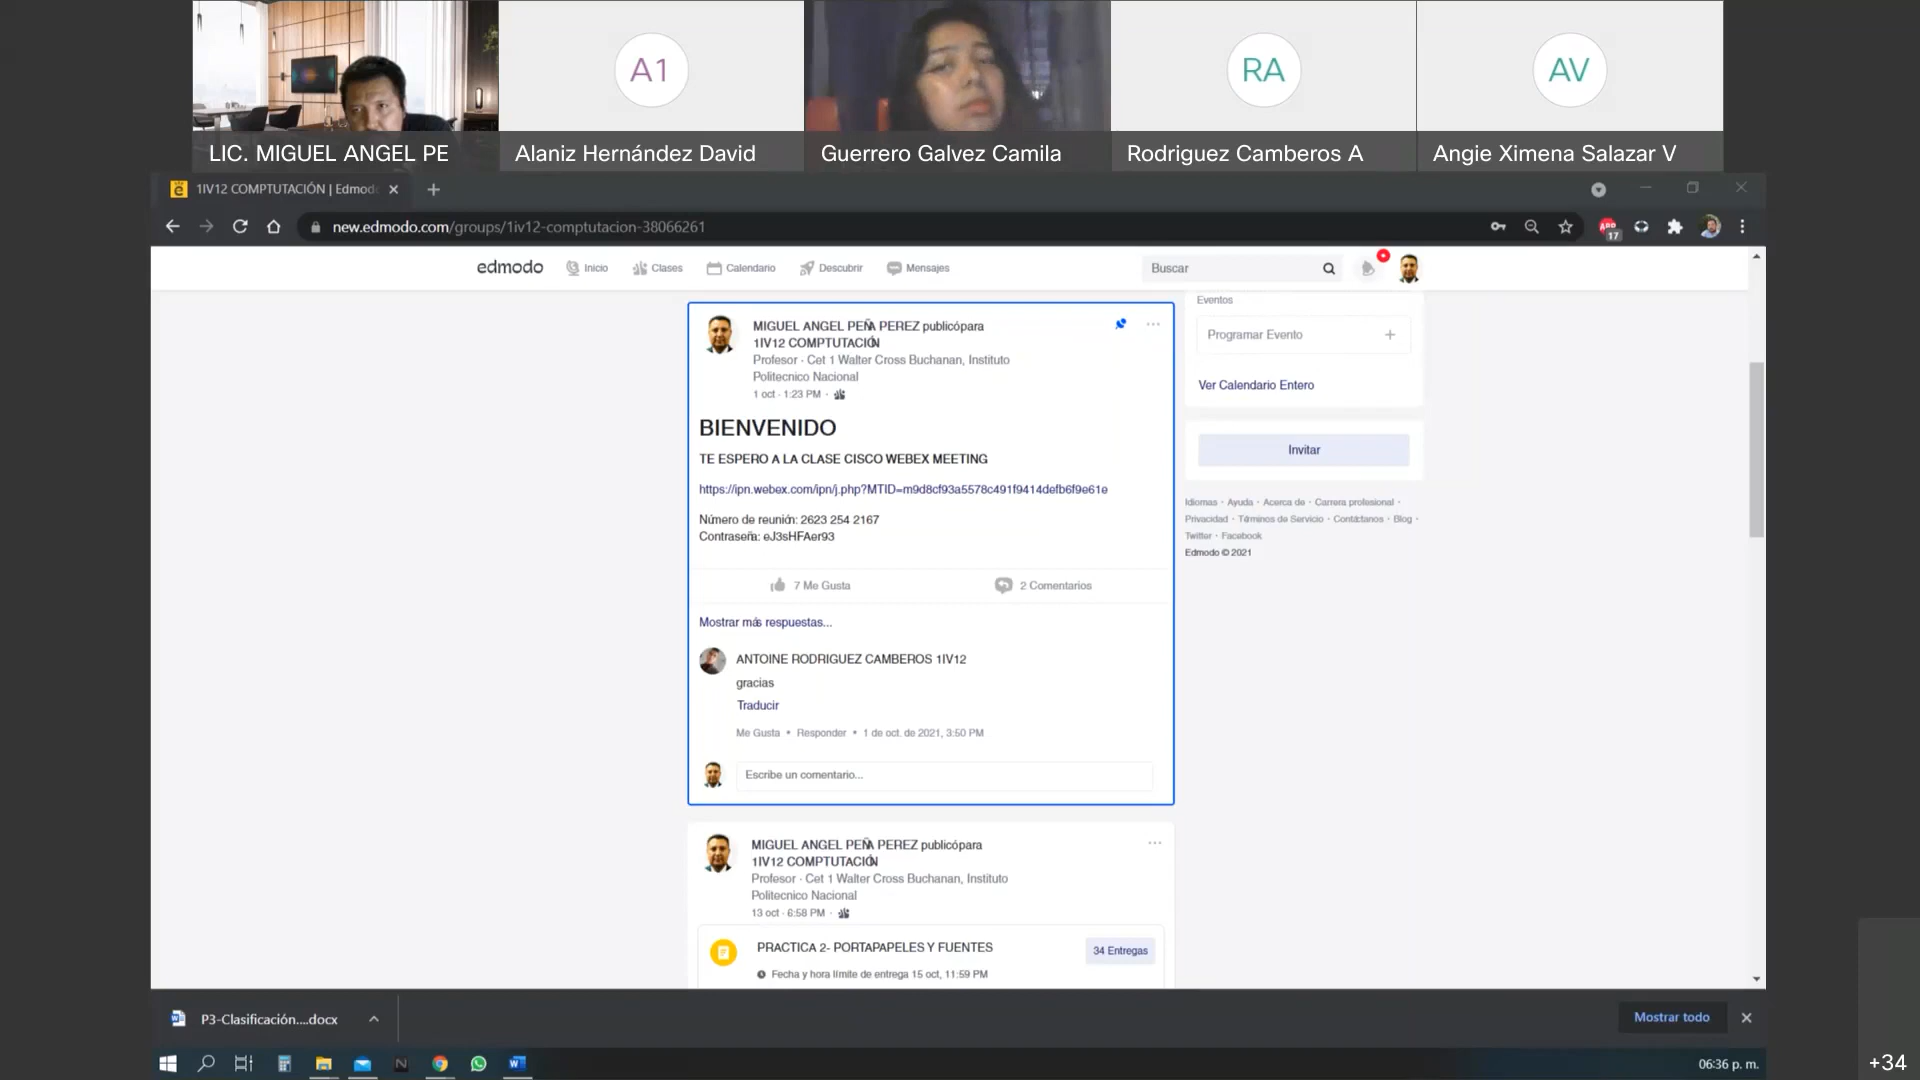 A1
RA
AV
LIC. MIGUEL ANGEL PE
Alaniz Hernández David
Guerrero Galvez Camila
Rodriguez Camberos A
Angie Ximena Salazar V
1IV12 COMPTUTACIÓN | Edmod
new.edmodo.com/groups/1iv12-comptutacion-38066261
ABP
17
edmodo
Inicio
Clases
Calendario
Descubrir
Mensajes
Buscar
MIGUEL ANGEL PEÑA PEREZ publicó para
1IV12 COMPTUTACIÓN
Profesor · Cet 1 Walter Cross Buchanan, Instituto
Politecnico Nacional
1 oct · 1:23 PM ·
BIENVENIDO
TE ESPERO A LA CLASE CISCO WEBEX MEETING
https://ipn.webex.com/ipn/j.php?MTID=m9d8cf93a5578c491f9414defb6f9e61e
Número de reunión: 2623 254 2167
Contraseña: eJ3sHFAer93
7 Me Gusta
2 Comentarios
Mostrar más respuestas...
ANTOINE RODRIGUEZ CAMBEROS 1IV12
gracias
Traducir
Me Gusta • Responder • 1 de oct. de 2021, 3:50 PM
Escribe un comentario...
MIGUEL ANGEL PEÑA PEREZ publicó para
1IV12 COMPTUTACIÓN
Profesor · Cet 1 Walter Cross Buchanan, Instituto
Politecnico Nacional
13 oct · 6:58 PM ·
PRACTICA 2- PORTAPAPELES Y FUENTES
34 Entregas
Fecha y hora límite de entrega 15 oct, 11:59 PM
Eventos
Programar Evento
Ver Calendario Entero
Invitar
Idiomas · Ayuda · Acerca de · Carrera profesional ·
Privacidad · Términos de Servicio · Contáctanos · Blog ·
Twitter · Facebook
Edmodo © 2021
P3-Clasificación....docx
Mostrar todo
06:36 p. m.
+34